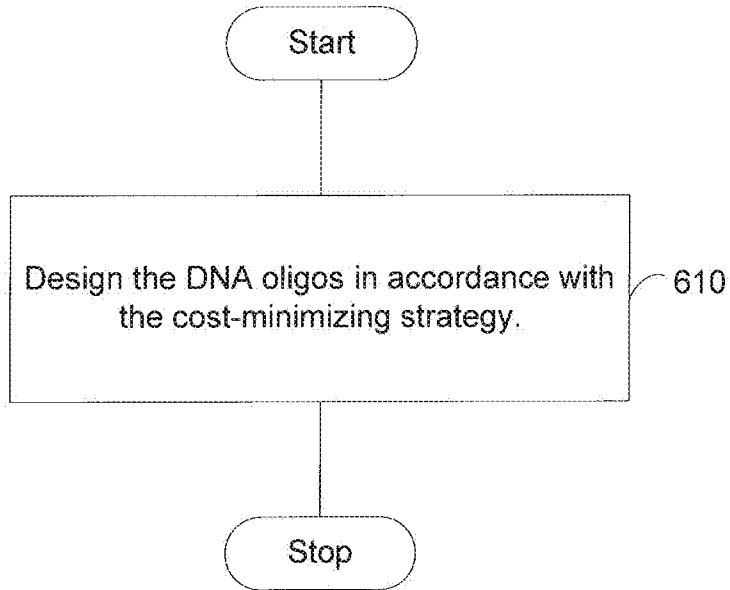 Start
Design the DNA oligos in accordance with
the cost-minimizing strategy.
610
Stop